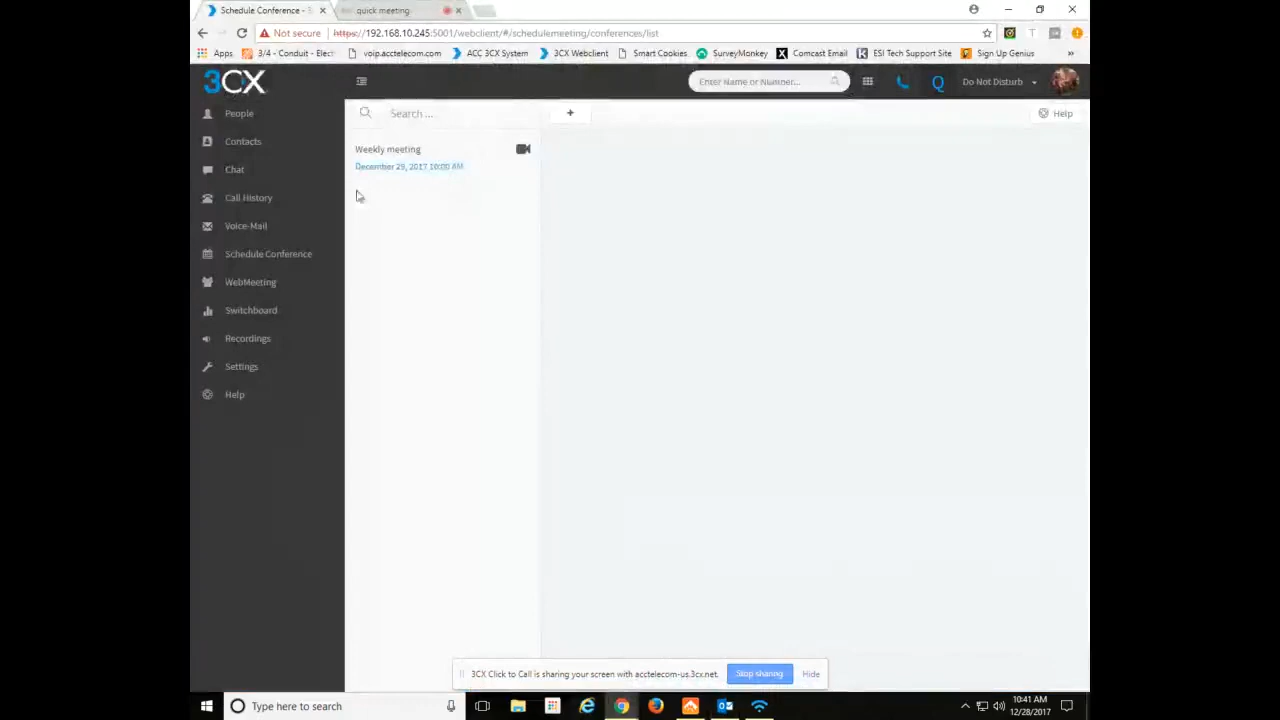 Schedule Conference - 3
quick meeting
Not secure
https://192.168.10.245:5001/webclient/#/schedulemeeting/conferences/list
Apps
3/4 - Conduit - Elect
voip.acctelecom.com
ACC 3CX System
3CX Webclient
Smart Cookies
SurveyMonkey
Comcast Email
ESI Tech Support Site
Sign Up Genius
»
3CX
Enter Name or Number...
Q
Do Not Disturb
People
Contacts
Chat
Call History
Voice-Mail
Schedule Conference
WebMeeting
Switchboard
Recordings
Settings
Help
Search ...
+
Help
Weekly meeting
December 29, 2017 10:00 AM
3CX Click to Call is sharing your screen with acctelecom-us.3cx.net.
Stop sharing
Hide
Type here to search
10:41 AM
12/28/2017